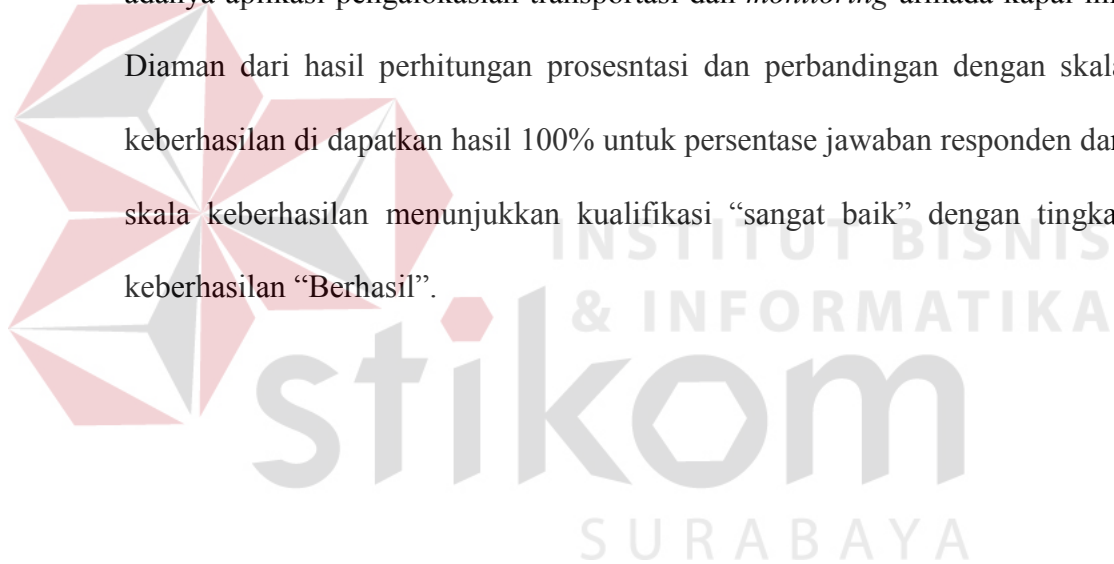 adanya aplikasi pengalokasian transportasi dan monitoring armada kapal ini
Diaman dari hasil perhitungan prosesntasi dan perbandingan dengan skala
keberhasilan di dapatkan hasil 100% untuk persentase jawaban responden dan
skala keberhasilan menunjukkan kualifikasi “sangat baik” dengan tingka
keberhasilan “Berhasil”.
INSTITUT BISNIS
& INFORMATIKA
stikom
SURABAYA